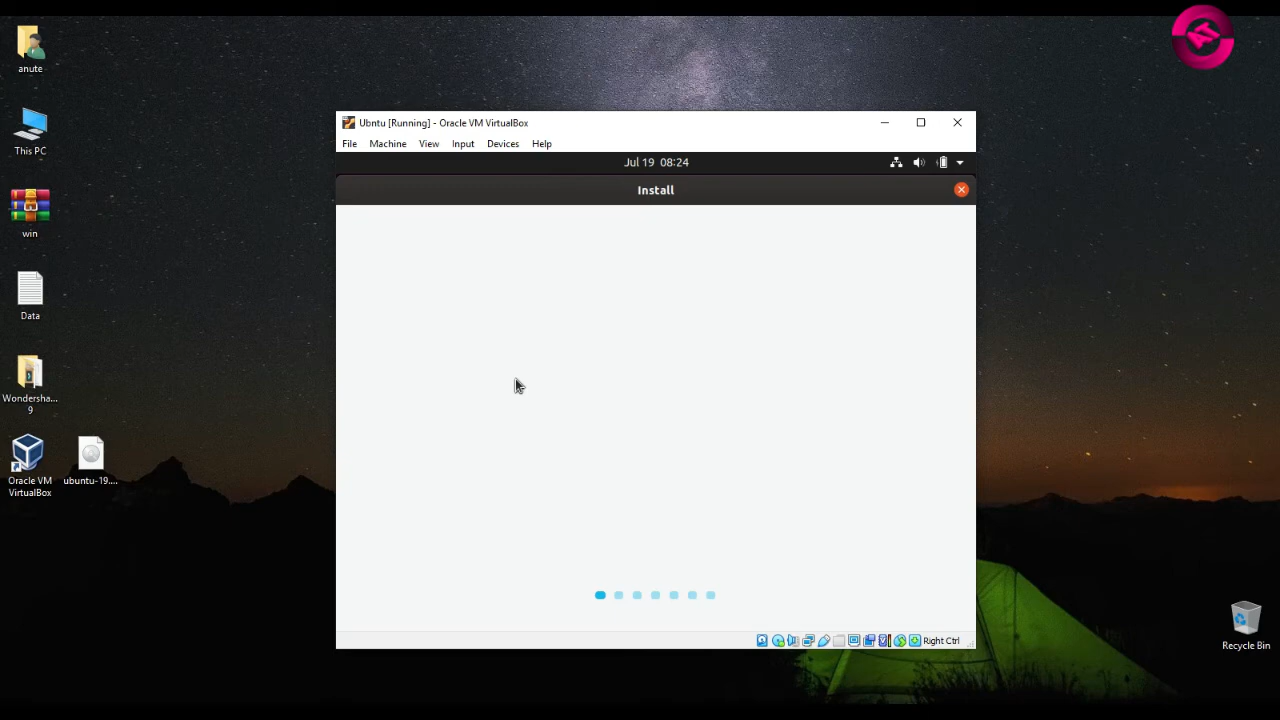 anute
This PC
win
Data
Wondersha...
9
Oracle VM
VirtualBox
ubuntu-19....
Ubntu [Running] - Oracle VM VirtualBox
File Machine View Input Devices Help
Jul 19 08:24
Install
Right Ctrl
Recycle Bin